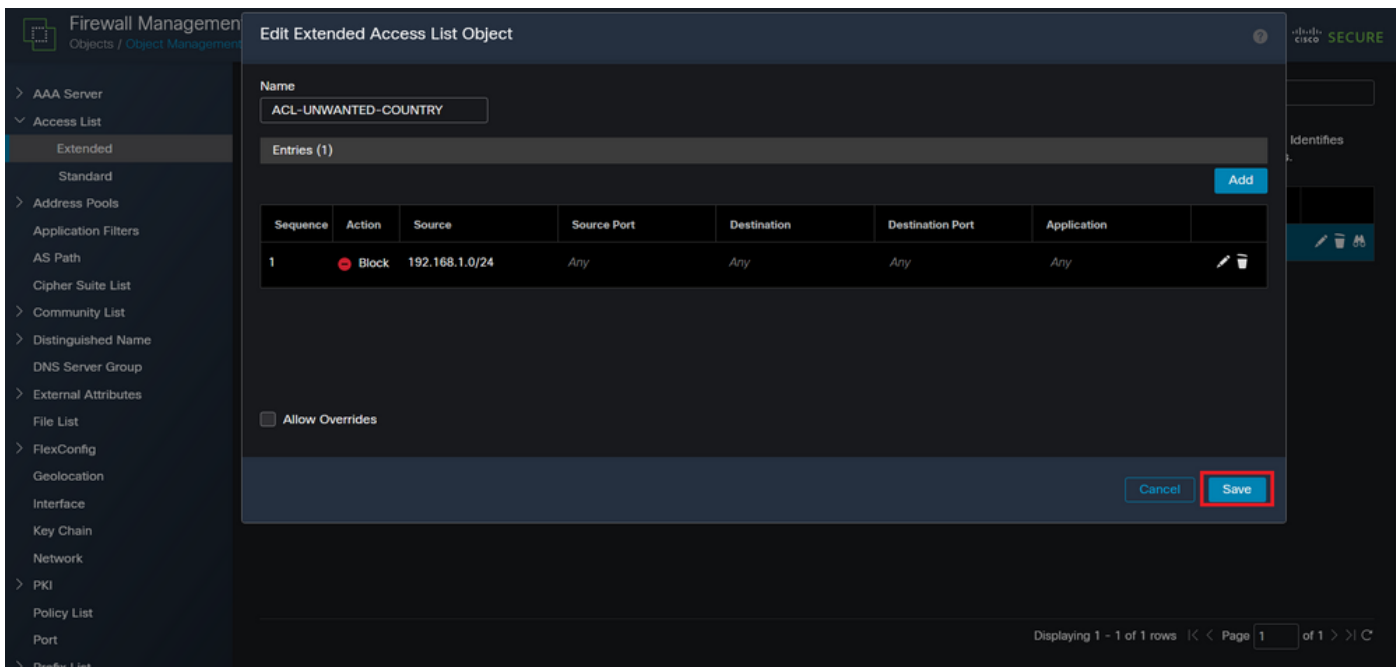 Firewall Managemen
Objects / Object Management
Edit Extended Access List Object
cisco SECURE
AAA Server
Access List
Extended
Standard
Address Pools
Application Filters
AS Path
Cipher Suite List
Community List
Distinguished Name
DNS Server Group
External Attributes
File List
FlexConfig
Geolocation
Interface
Key Chain
Network
PKI
Policy List
Port
Prefix List
Name
ACL-UNWANTED-COUNTRY
Entries (1)
Identifies
s.
Add
Sequence Action Source Source Port Destination Destination Port Application
1 Block 192.168.1.0/24 Any Any Any Any
Allow Overrides
Cancel Save
Displaying 1 - 1 of 1 rows |< < Page 1 of 1 > >|